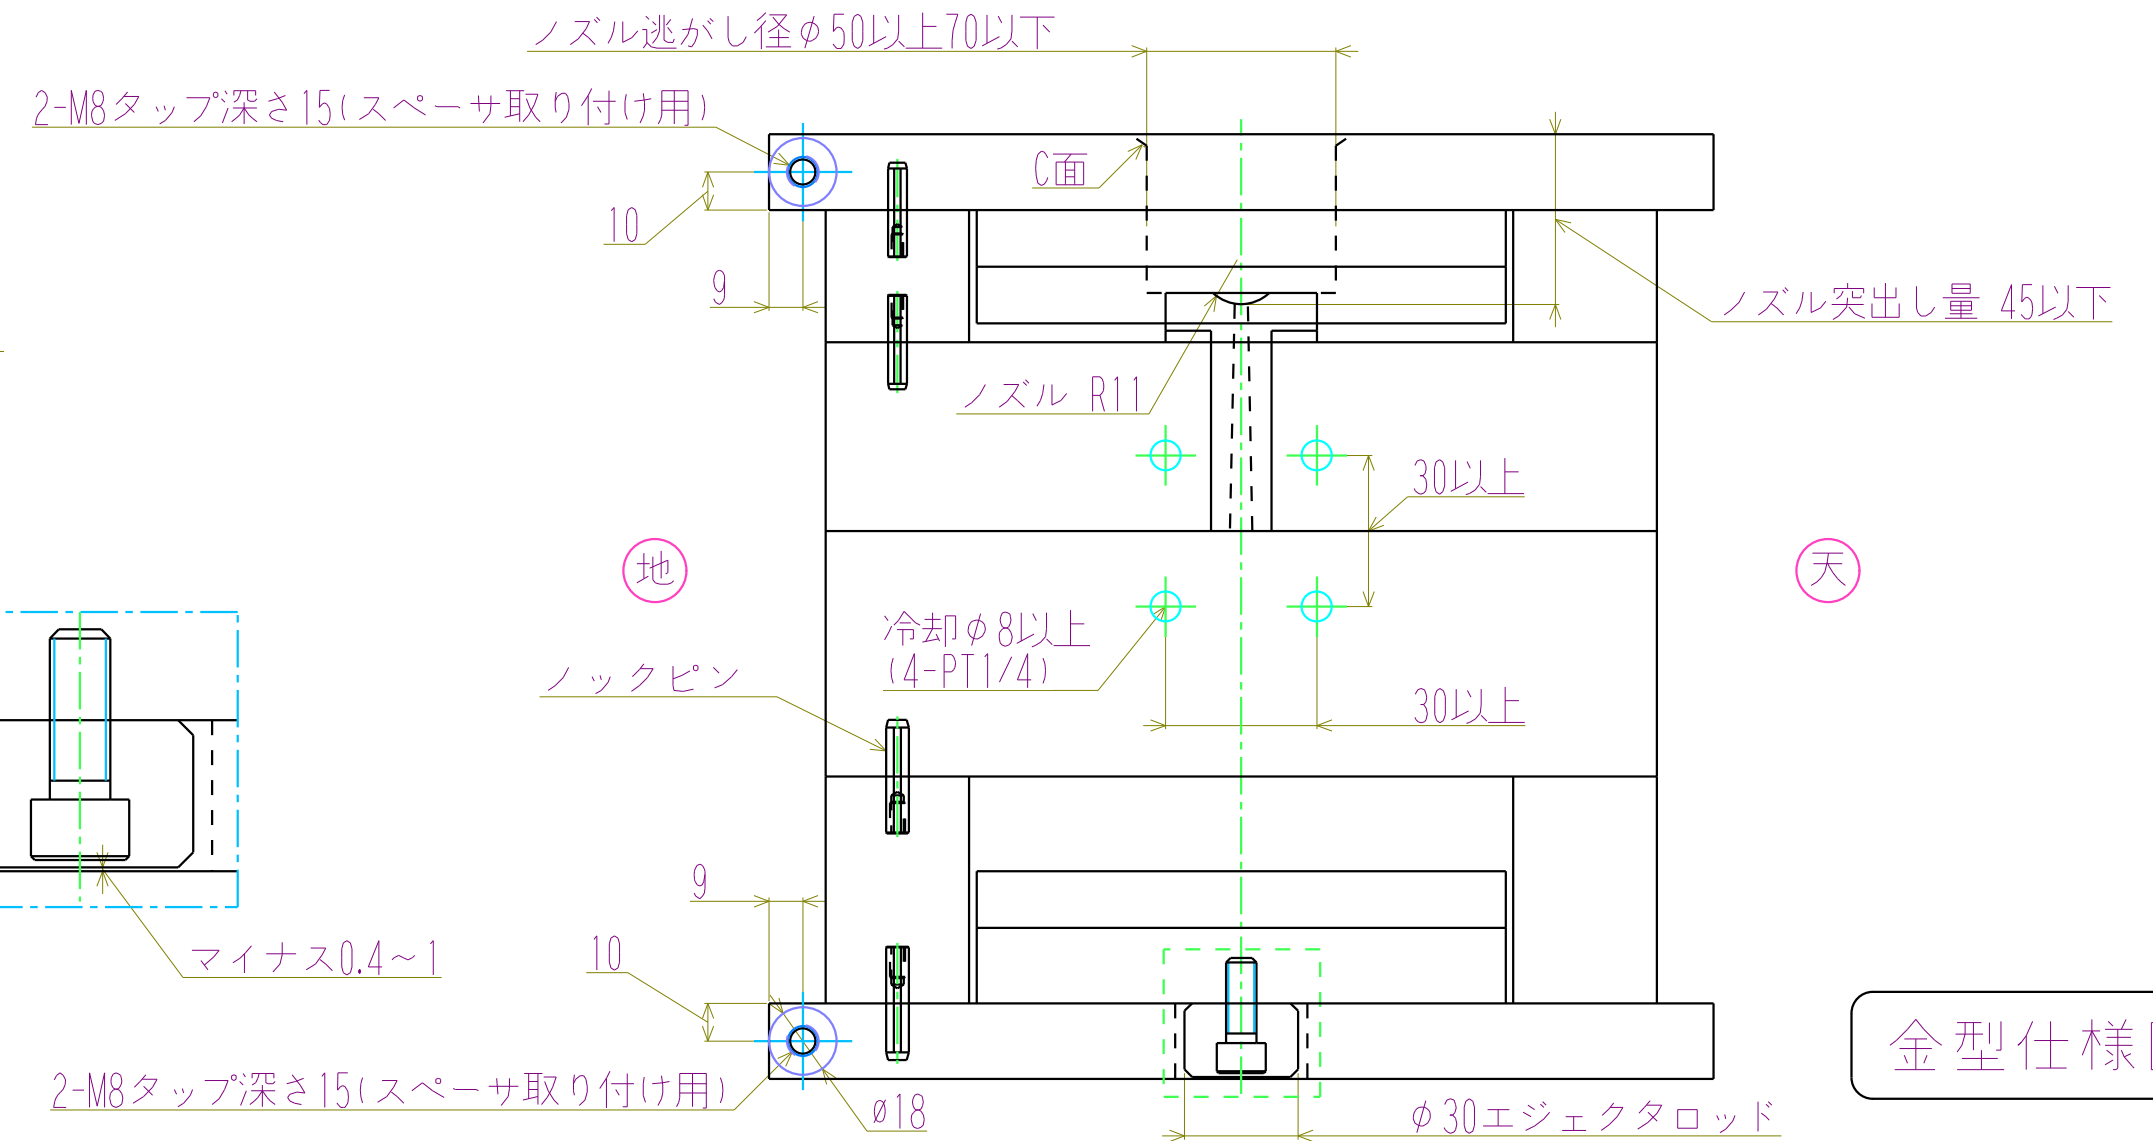 ノズル逃がし径φ50以上70以下
2-M8タップ深さ15(スペーサ取り付け用)
C面
10
9
ノズル突出し量 45以下
ノズル R11
30以上
地
天
冷却φ8以上
(4-PT1/4)
ノックピン
30以上
9
マイナス0.4～1
10
金型仕様
2-M8タップ深さ15(スペーサ取り付け用)
ø18
φ30エジェクタロッド